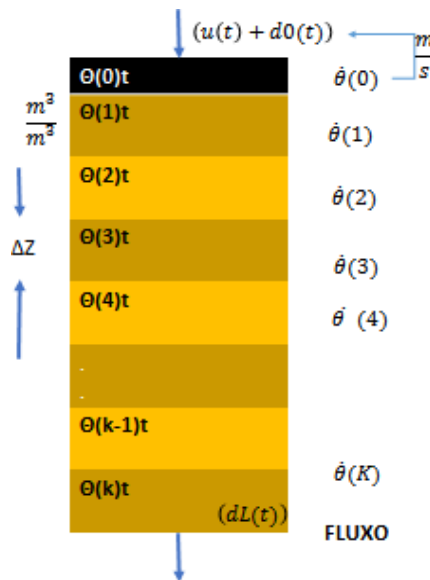 (u(t) + d0(t))
m
s
Θ(0)t
θ̇(0)
m³
m³
Θ(1)t
θ̇(1)
Θ(2)t
θ̇(2)
ΔZ
Θ(3)t
θ̇(3)
Θ(4)t
θ̇ (4)
.
.
Θ(k-1)t
θ̇(K)
Θ(k)t
(dL(t))
FLUXO